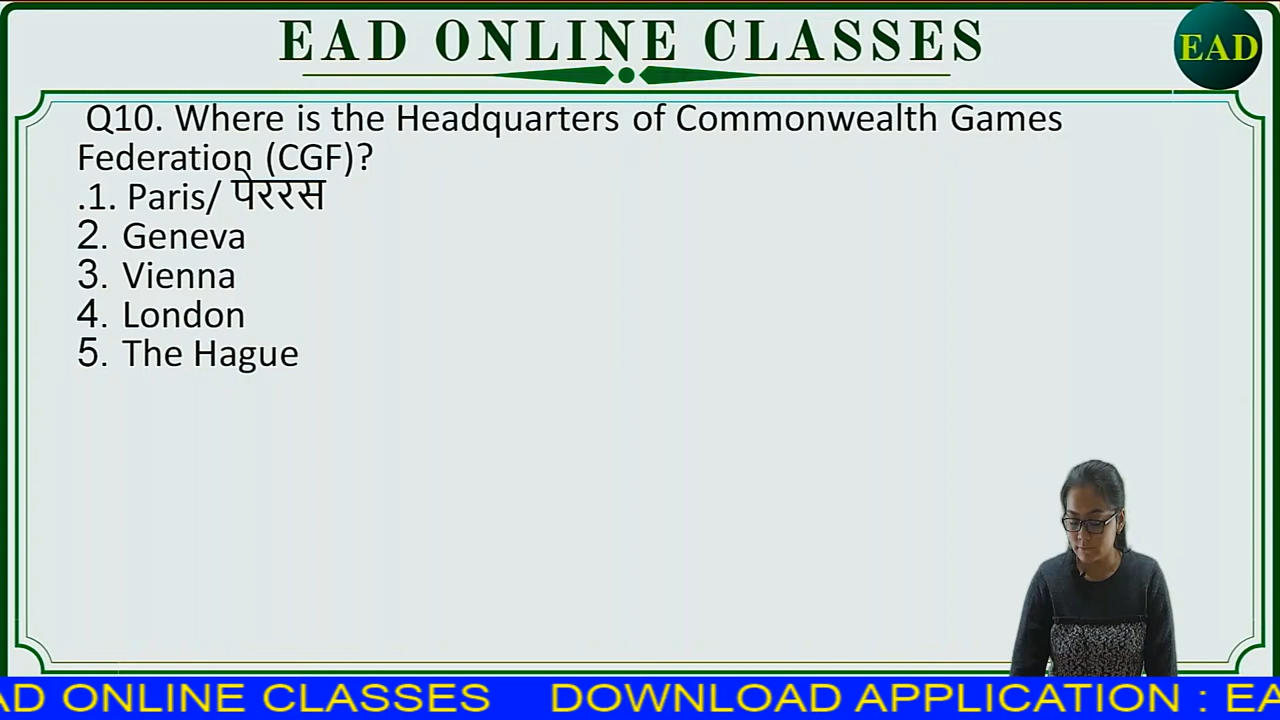 EAD ONLINE CLASSES
EAD
Q10. Where is the Headquarters of Commonwealth Games
Federation (CGF)?
.1. Paris/ पेररस
2. Geneva
3. Vienna
4. London
5. The Hague
AD ONLINE CLASSES DOWNLOAD APPLICATION : EA